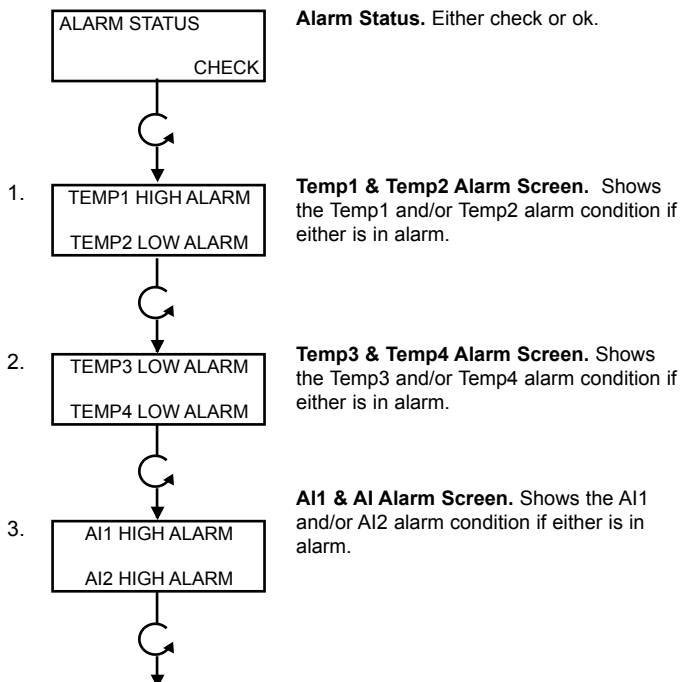 ALARM STATUS
CHECK
Alarm Status. Either check or ok.
1.
TEMP1 HIGH ALARM
TEMP2 LOW ALARM
Temp1 & Temp2 Alarm Screen. Shows
the Temp1 and/or Temp2 alarm condition if
either is in alarm.
2.
TEMP3 LOW ALARM
TEMP4 LOW ALARM
Temp3 & Temp4 Alarm Screen. Shows
the Temp3 and/or Temp4 alarm condition if
either is in alarm.
3.
AI1 HIGH ALARM
AI2 HIGH ALARM
AI1 & AI Alarm Screen. Shows the AI1
and/or AI2 alarm condition if either is in
alarm.